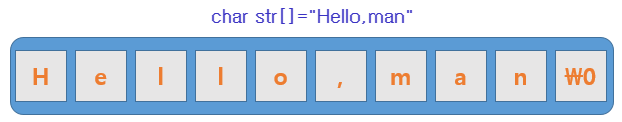 char str[]="Hello,man"
H e l l o , m a n ₩0